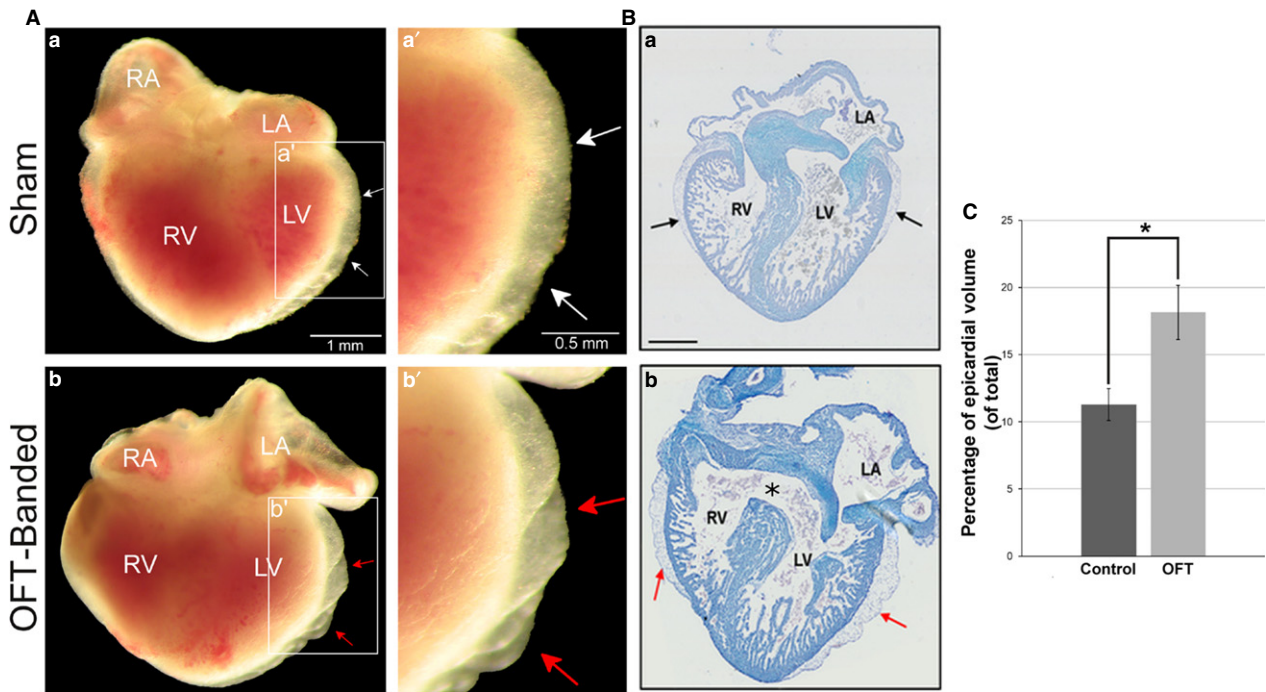 A
B
C
Sham
a
RA
LA
a'
RV
LV
1 mm
a′
0.5 mm
a
LA
RV
LV
OFT-Banded
b
RA
LA
b'
RV
LV
b′
b
LA
*
RV
LV
Percentage of epicardial volume
(of total)
25
20
15
10
5
0
*
Control
OFT